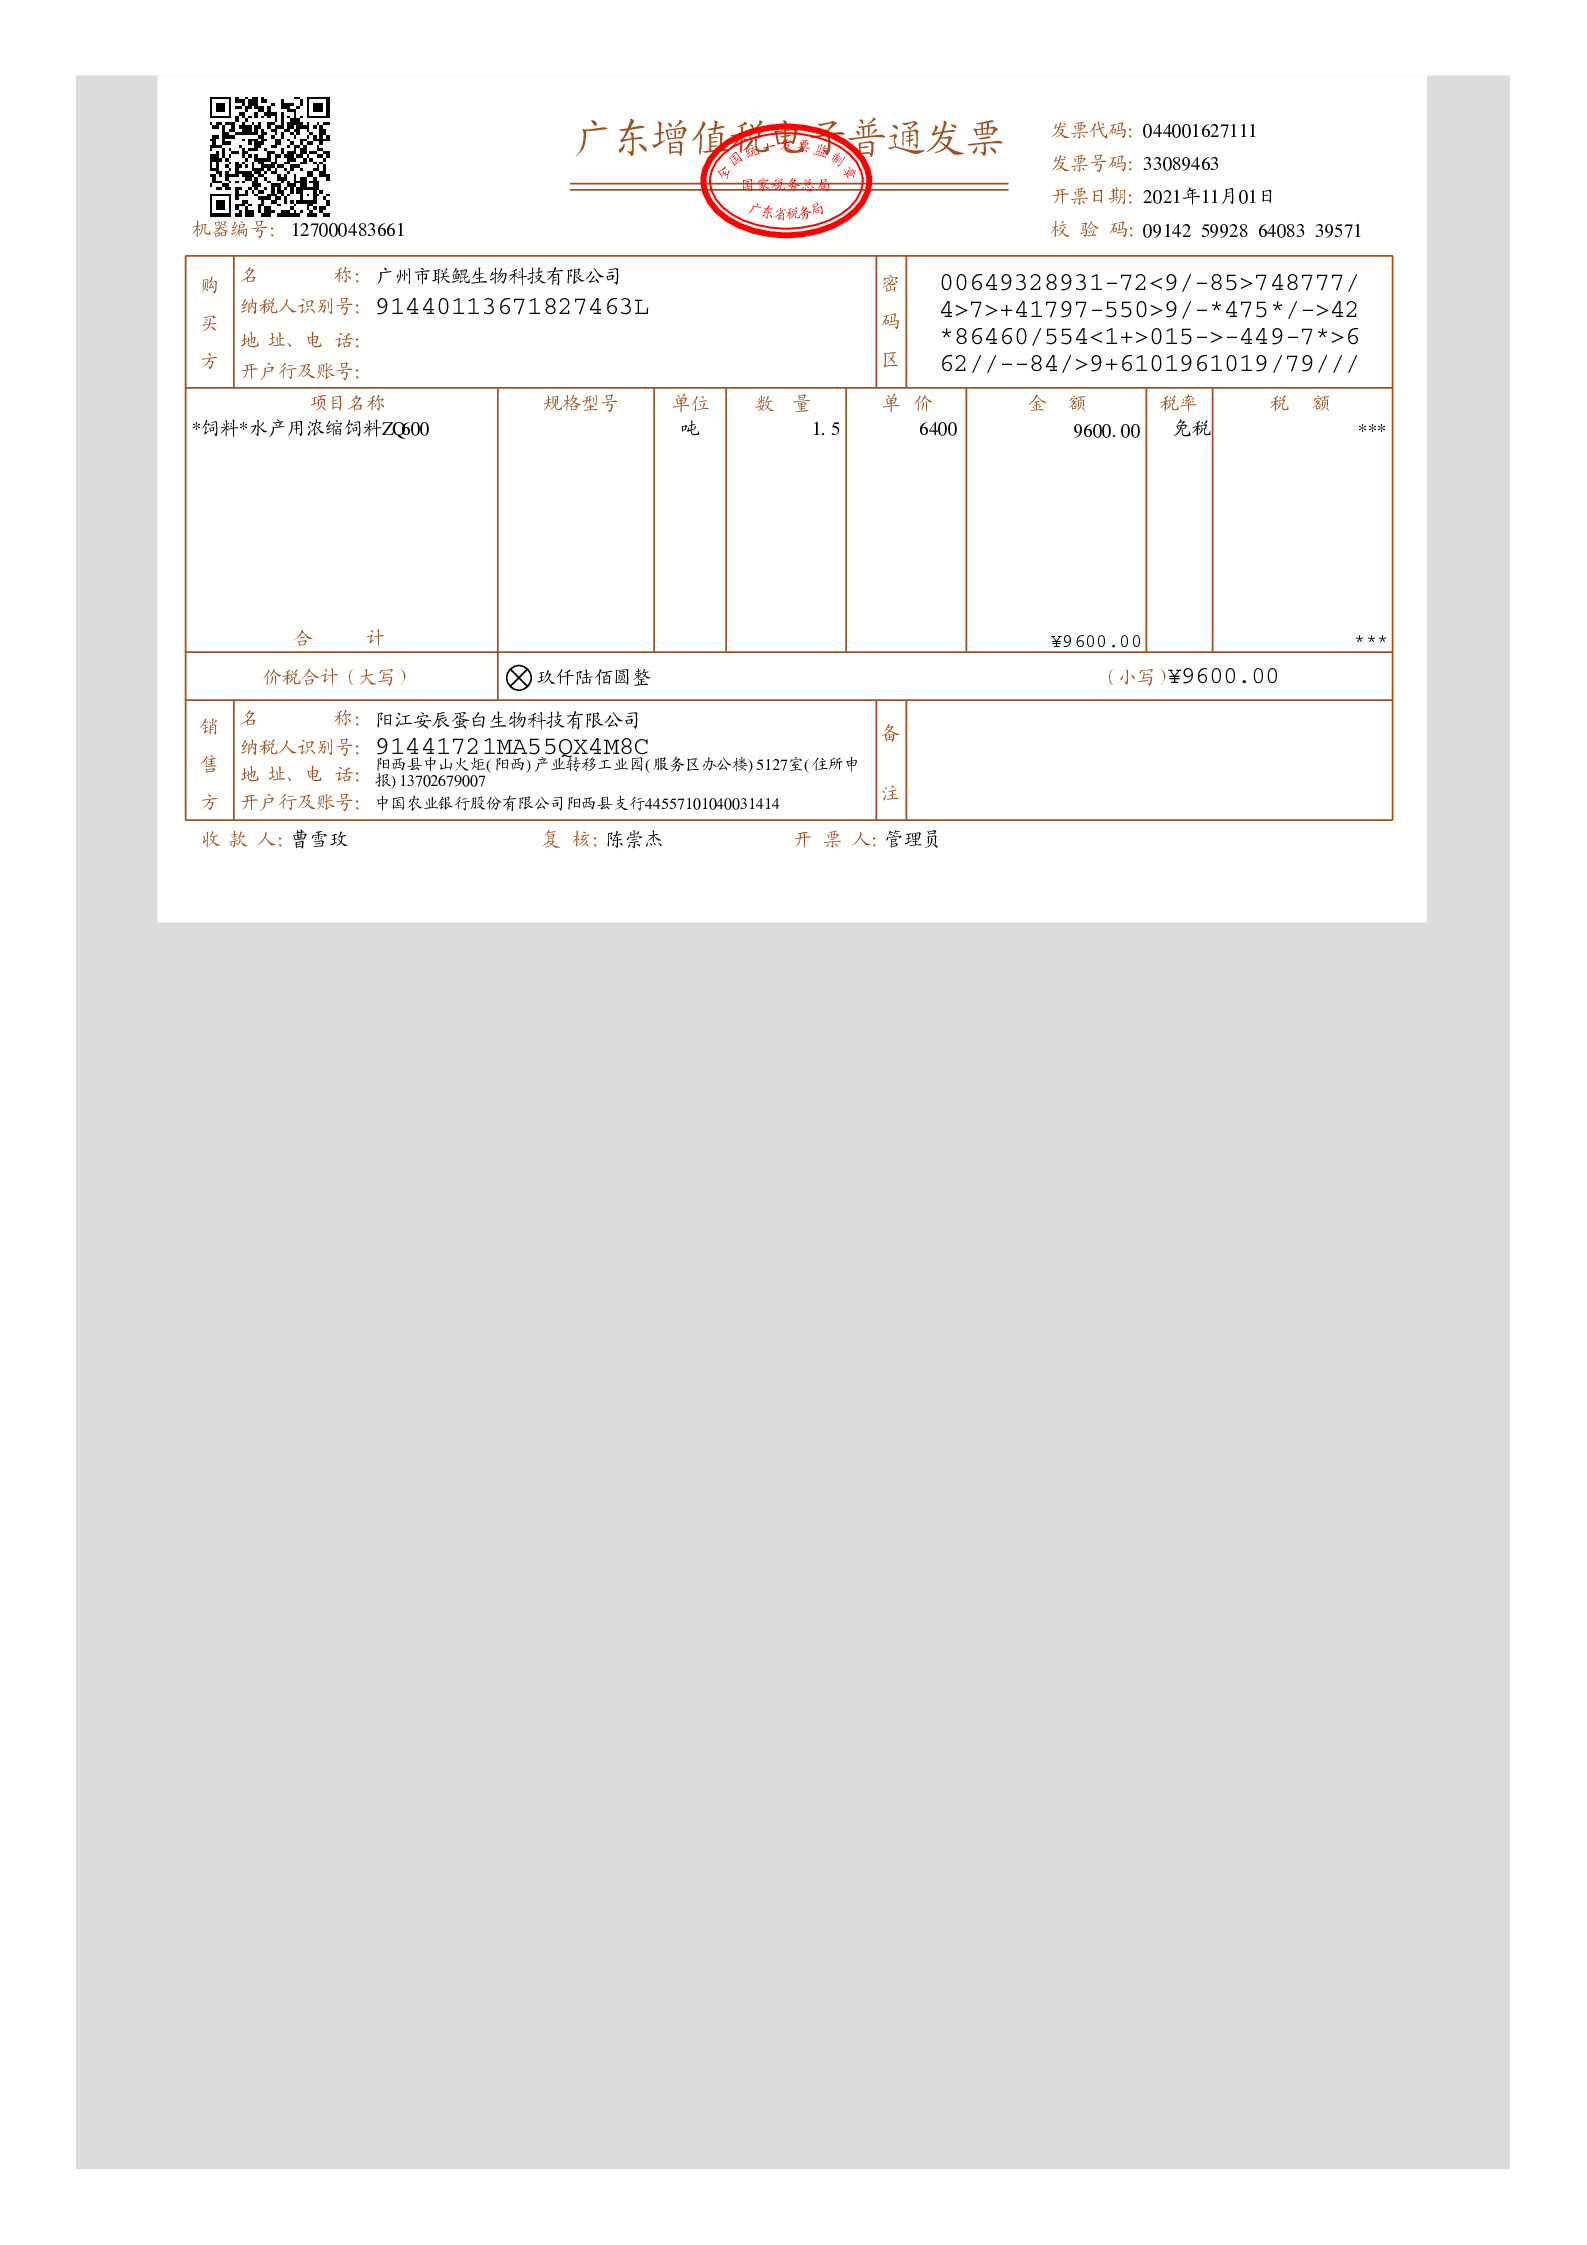 广东增值税电子普通发票
全国统一发票监制章
国家税务总局
广东省税务局
发票代码: 044001627111
发票号码: 33089463
开票日期: 2021年11月01日
校 验 码: 09142 59928 64083 39571
机器编号: 127000483661
购买方
名 称: 广州市联鲲生物科技有限公司
纳税人识别号: 91440113671827463L
地 址、电 话:
开户行及账号:
密码区
00649328931-72<9/-85>748777/
4>7>+41797-550>9/-*475*/->42
*86460/554<1+>015->-449-7*>6
62//--84/>9+6101961019/79///
项目名称 规格型号 单位 数 量 单 价 金 额 税率 税 额
*饲料*水产用浓缩饲料ZQ600 吨 1.5 6400 9600.00 免税 ***
合 计 ¥9600.00 ***
价税合计（大写） 玖仟陆佰圆整 （小写）¥9600.00
销售方
名 称: 阳江安辰蛋白生物科技有限公司
纳税人识别号: 91441721MA55QX4M8C
地 址、电 话: 阳西县中山火炬(阳西)产业转移工业园(服务区办公楼)5127室(住所申
报)13702679007
开户行及账号: 中国农业银行股份有限公司阳西县支行44557101040031414
备注
收 款 人: 曹雪玫 复 核: 陈崇杰 开 票 人: 管理员